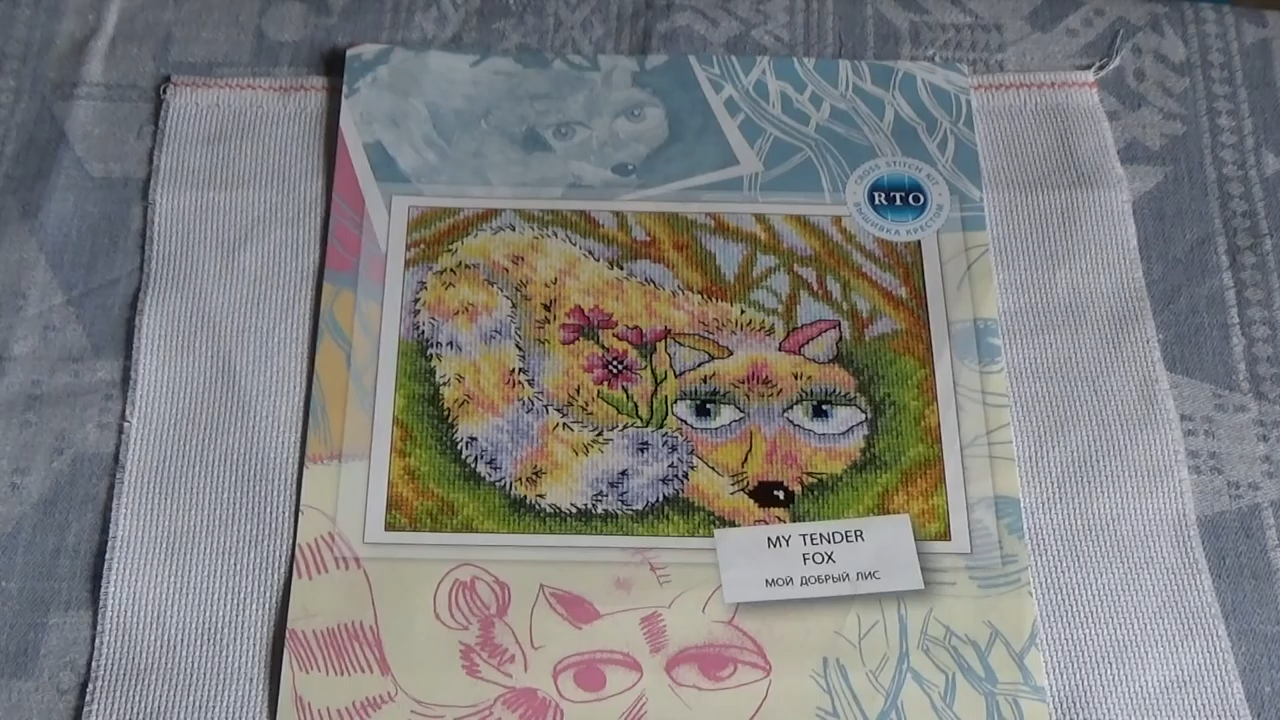 CROSS STITCH KIT
RTO
ВЫШИВКА КРЕСТОМ
MY TENDER
FOX
МОЙ ДОБРЫЙ ЛИС